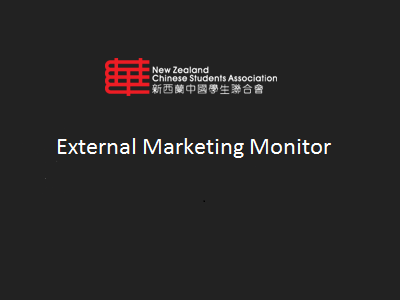 New Zealand
Chinese Students Association
新西蘭中國學生聯合會
External Marketing Monitor